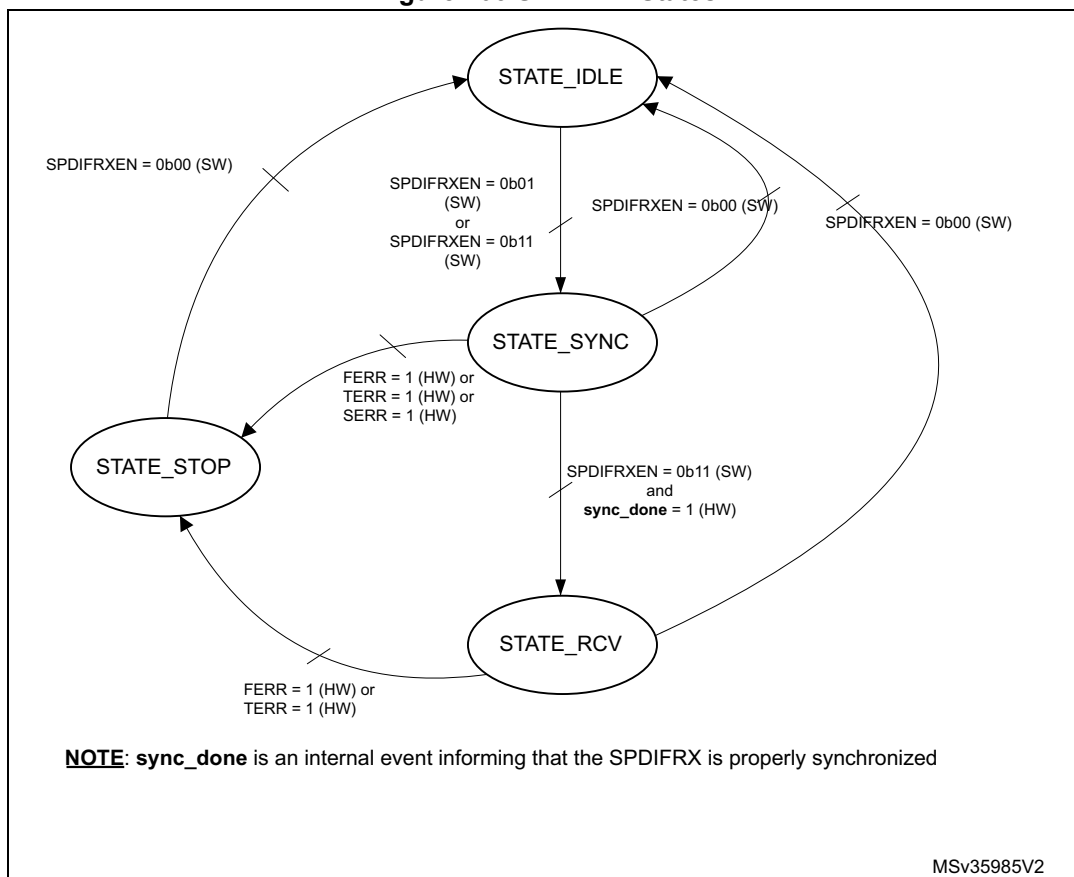 STATE_IDLE
SPDIFRXEN = 0b00 (SW)
SPDIFRXEN = 0b01
(SW)
or
SPDIFRXEN = 0b11
(SW)
SPDIFRXEN = 0b00 (SW)
SPDIFRXEN = 0b00 (SW)
STATE_SYNC
FERR = 1 (HW) or
TERR = 1 (HW) or
SERR = 1 (HW)
STATE_STOP
SPDIFRXEN = 0b11 (SW)
and
sync_done = 1 (HW)
STATE_RCV
FERR = 1 (HW) or
TERR = 1 (HW)
NOTE: sync_done is an internal event informing that the SPDIFRX is properly synchronized
MSv35985V2